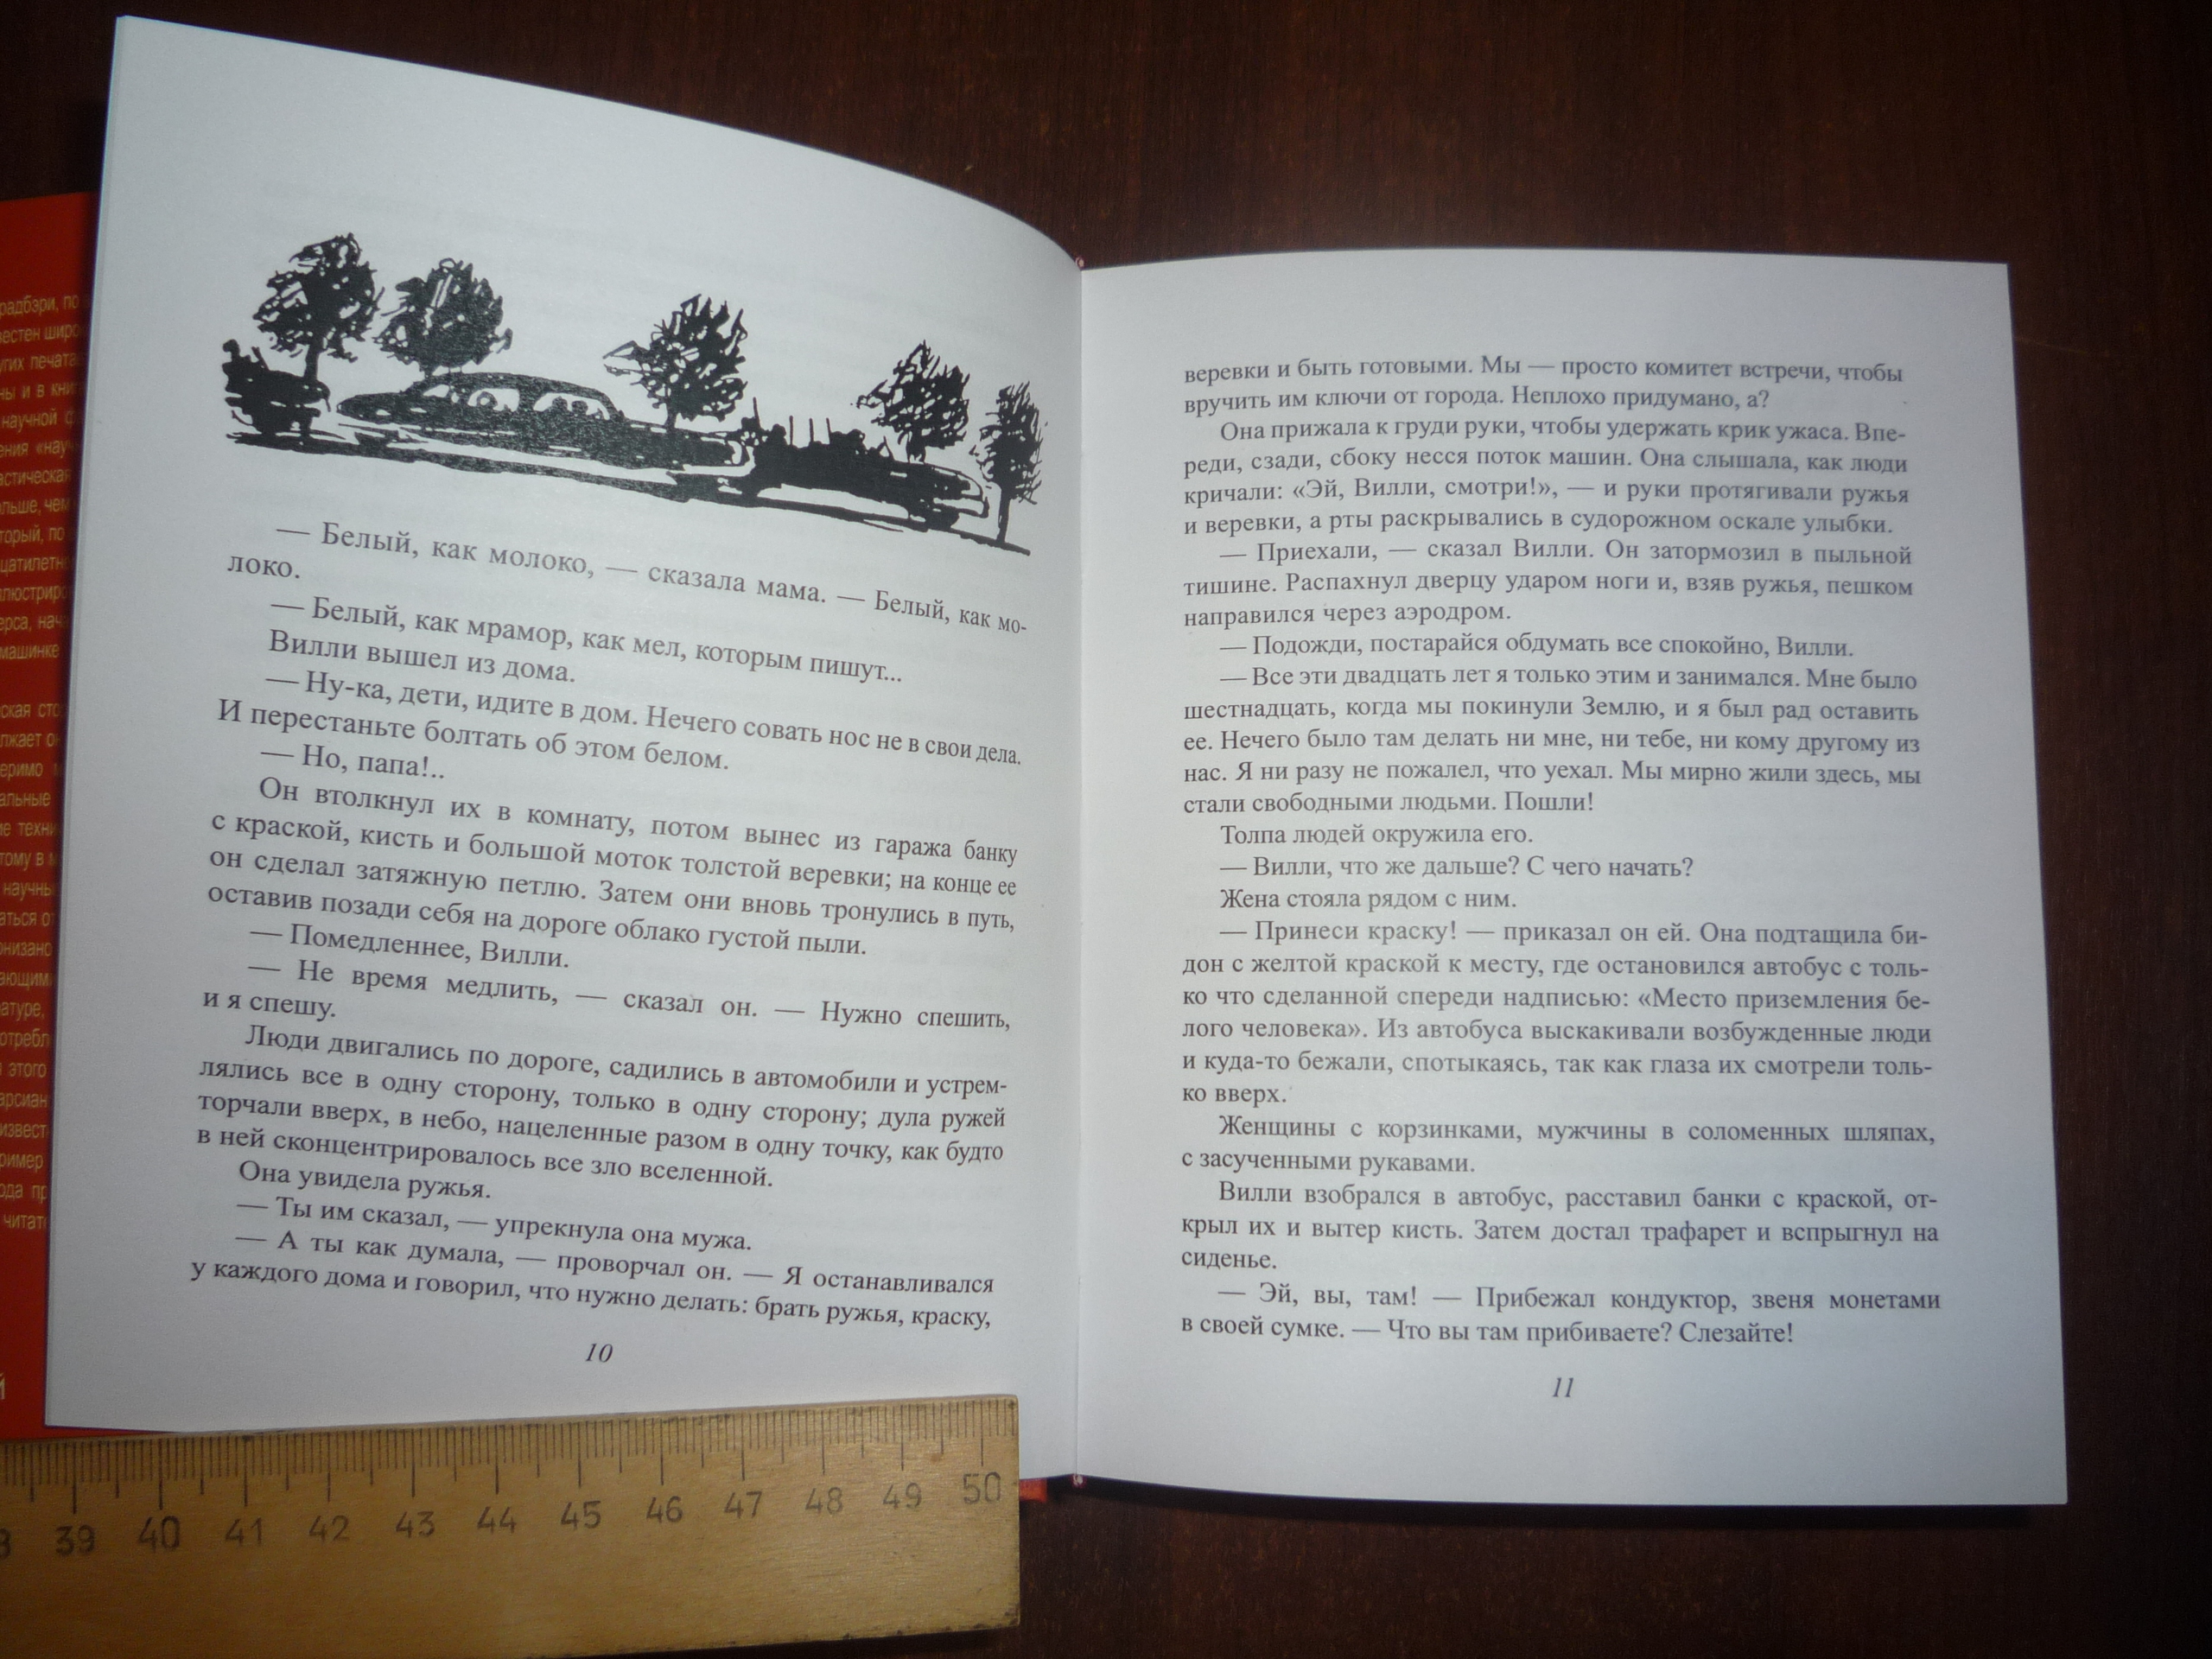 — Белый, как молоко, — сказала мама. — Белый, как мо-
локо.
— Белый, как мрамор, как мел, которым пишут...
Вилли вышел из дома.
— Ну-ка, дети, идите в дом. Нечего совать нос не в свои дела.
И перестаньте болтать об этом белом.
— Но, папа!..
Он втолкнул их в комнату, потом вынес из гаража банку
с краской, кисть и большой моток толстой веревки; на конце ее
он сделал затяжную петлю. Затем они вновь тронулись в путь,
оставив позади себя на дороге облако густой пыли.
— Помедленнее, Вилли.
— Не время медлить, — сказал он. — Нужно спешить,
и я спешу.
Люди двигались по дороге, садились в автомобили и устрем-
лялись все в одну сторону, только в одну сторону; дула ружей
торчали вверх, в небо, нацеленные разом в одну точку, как будто
в ней сконцентрировалось все зло вселенной.
Она увидела ружья.
— Ты им сказал, — упрекнула она мужа.
— А ты как думала, — проворчал он. — Я останавливался
у каждого дома и говорил, что нужно делать: брать ружья, краску,
10
веревки и быть готовыми. Мы — просто комитет встречи, чтобы
вручить им ключи от города. Неплохо придумано, а?
Она прижала к груди руки, чтобы удержать крик ужаса. Впе-
реди, сзади, сбоку несся поток машин. Она слышала, как люди
кричали: «Эй, Вилли, смотри!», — и руки протягивали ружья
и веревки, а рты раскрывались в судорожном оскале улыбки.
— Приехали, — сказал Вилли. Он затормозил в пыльной
тишине. Распахнул дверцу ударом ноги и, взяв ружья, пешком
направился через аэродром.
— Подожди, постарайся обдумать все спокойно, Вилли.
— Все эти двадцать лет я только этим и занимался. Мне было
шестнадцать, когда мы покинули Землю, и я был рад оставить
ее. Нечего было там делать ни мне, ни тебе, ни кому другому из
нас. Я ни разу не пожалел, что уехал. Мы мирно жили здесь, мы
стали свободными людьми. Пошли!
Толпа людей окружила его.
— Вилли, что же дальше? С чего начать?
Жена стояла рядом с ним.
— Принеси краску! — приказал он ей. Она подтащила би-
дон с желтой краской к месту, где остановился автобус с толь-
ко что сделанной спереди надписью: «Место приземления бе-
лого человека». Из автобуса выскакивали возбужденные люди
и куда-то бежали, спотыкаясь, так как глаза их смотрели толь-
ко вверх.
Женщины с корзинками, мужчины в соломенных шляпах,
с засученными рукавами.
Вилли взобрался в автобус, расставил банки с краской, от-
крыл их и вытер кисть. Затем достал трафарет и вспрыгнул на
сиденье.
— Эй, вы, там! — Прибежал кондуктор, звеня монетами
в своей сумке. — Что вы там прибиваете? Слезайте!
11
39 40 41 42 43 44 45 46 47 48 49 50